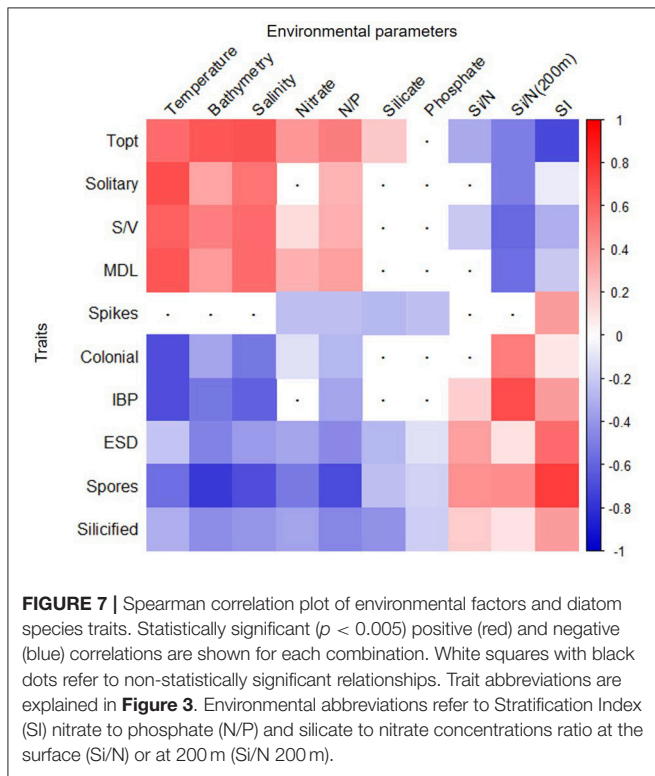 Environmental parameters
Temperature
Bathymetry
Salinity
Nitrate
N/P
Silicate
Phosphate
Si/N
Si/N(200m)
SI
Traits
Topt
Solitary
S/V
MDL
Spikes
Colonial
IBP
ESD
Spores
Silicified
1
0.8
0.6
0.4
0.2
0
-0.2
-0.4
-0.6
-0.8
-1
FIGURE 7 | Spearman correlation plot of environmental factors and diatom
species traits. Statistically significant (p < 0.005) positive (red) and negative
(blue) correlations are shown for each combination. White squares with black
dots refer to non-statistically significant relationships. Trait abbreviations are
explained in Figure 3. Environmental abbreviations refer to Stratification Index
(SI) nitrate to phosphate (N/P) and silicate to nitrate concentrations ratio at the
surface (Si/N) or at 200 m (Si/N 200 m).